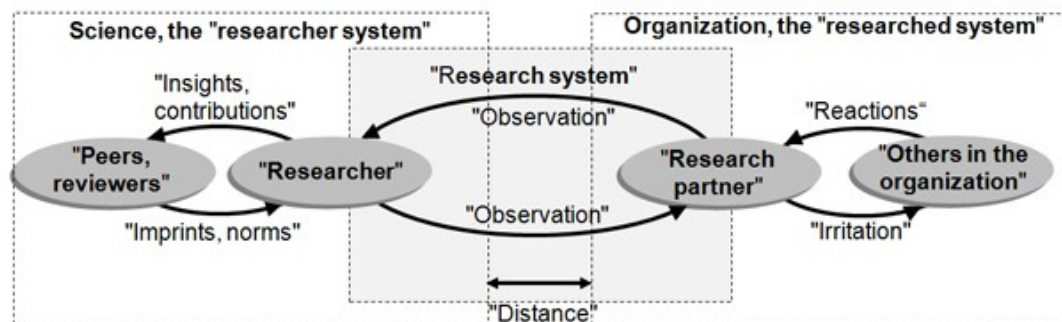 Science, the "researcher system"
Organization, the "researched system"
"Research system"
"Insights,
contributions"
"Observation"
"Reactions“
"Peers,
reviewers"
"Researcher"
"Research
partner"
"Others in the
organization"
"Imprints, norms"
"Observation"
"Irritation"
"Distance"